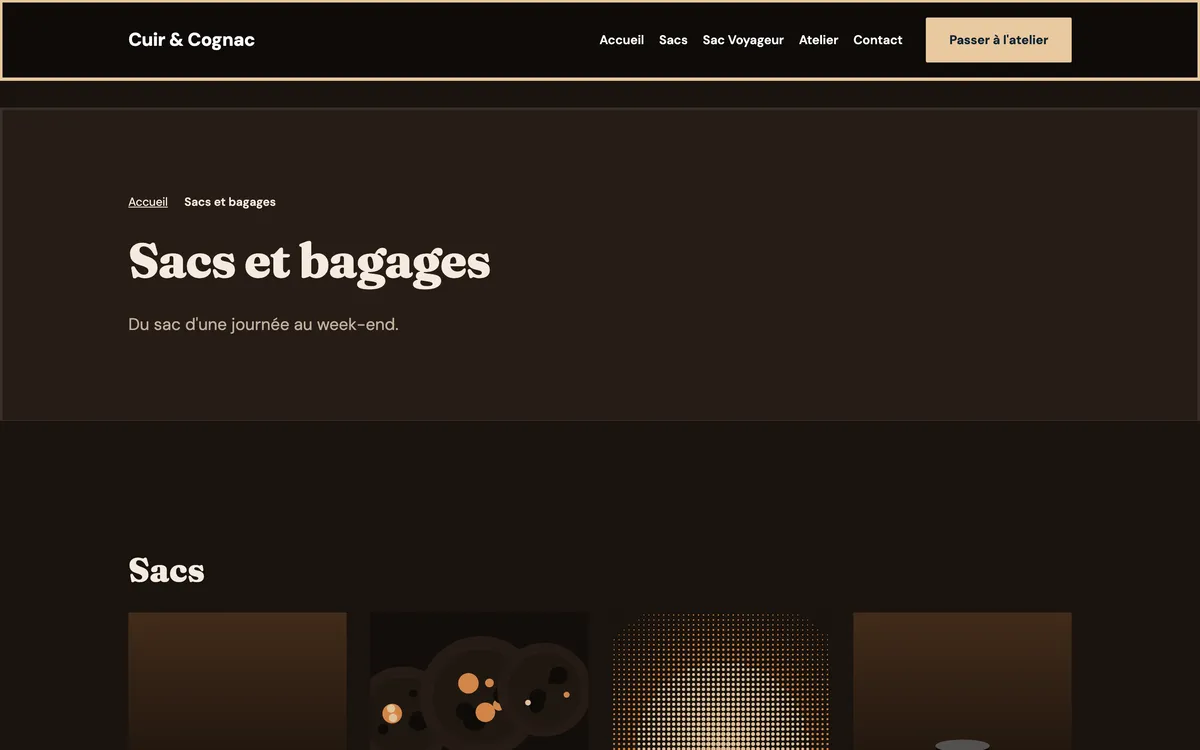 Cuir & Cognac
Accueil Sacs Sac Voyageur Atelier Contact Passer à l'atelier
Accueil Sacs et bagages
Sacs et bagages
Du sac d'une journée au week-end.
Sacs